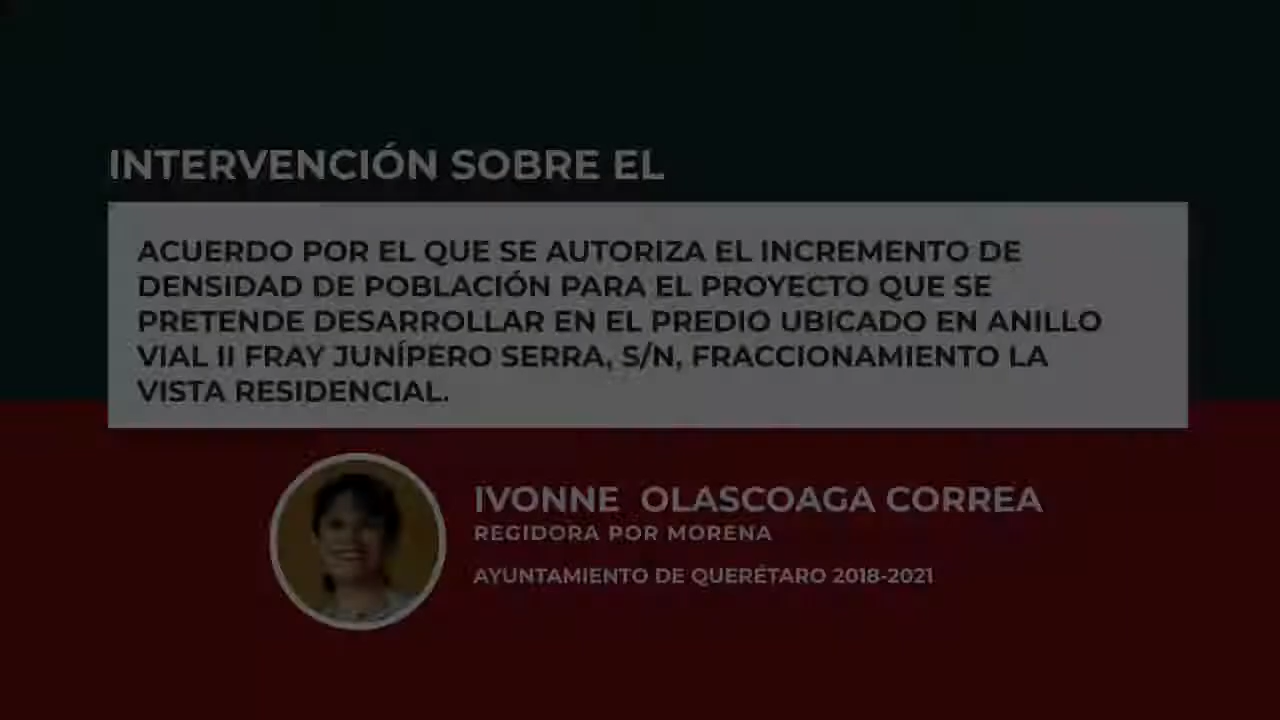 INTERVENCIÓN SOBRE EL
ACUERDO POR EL QUE SE AUTORIZA EL INCREMENTO DE
DENSIDAD DE POBLACIÓN PARA EL PROYECTO QUE SE
PRETENDE DESARROLLAR EN EL PREDIO UBICADO EN ANILLO
VIAL II FRAY JUNÍPERO SERRA, S/N, FRACCIONAMIENTO LA
VISTA RESIDENCIAL.
IVONNE OLASCOAGA CORREA
REGIDORA POR MORENA
AYUNTAMIENTO DE QUERÉTARO 2018-2021